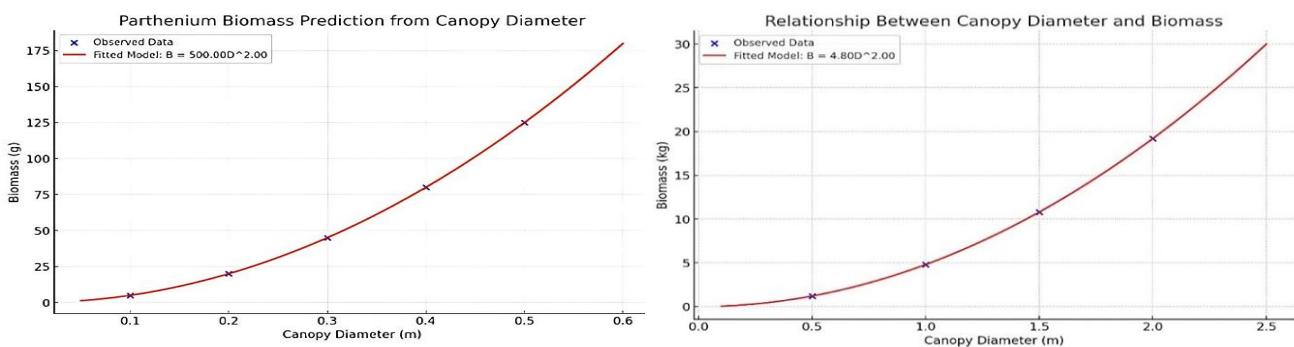 Parthenium Biomass Prediction from Canopy Diameter
Observed Data
Fitted Model: B = 500.00D^2.00
Biomass (g)
175
150
125
100
75
50
25
0
0.1 0.2 0.3 0.4 0.5 0.6
Canopy Diameter (m)
Relationship Between Canopy Diameter and Biomass
Observed Data
Fitted Model: B = 4.80D^2.00
Biomass (kg)
30
25
20
15
10
5
0
0.0 0.5 1.0 1.5 2.0 2.5
Canopy Diameter (m)